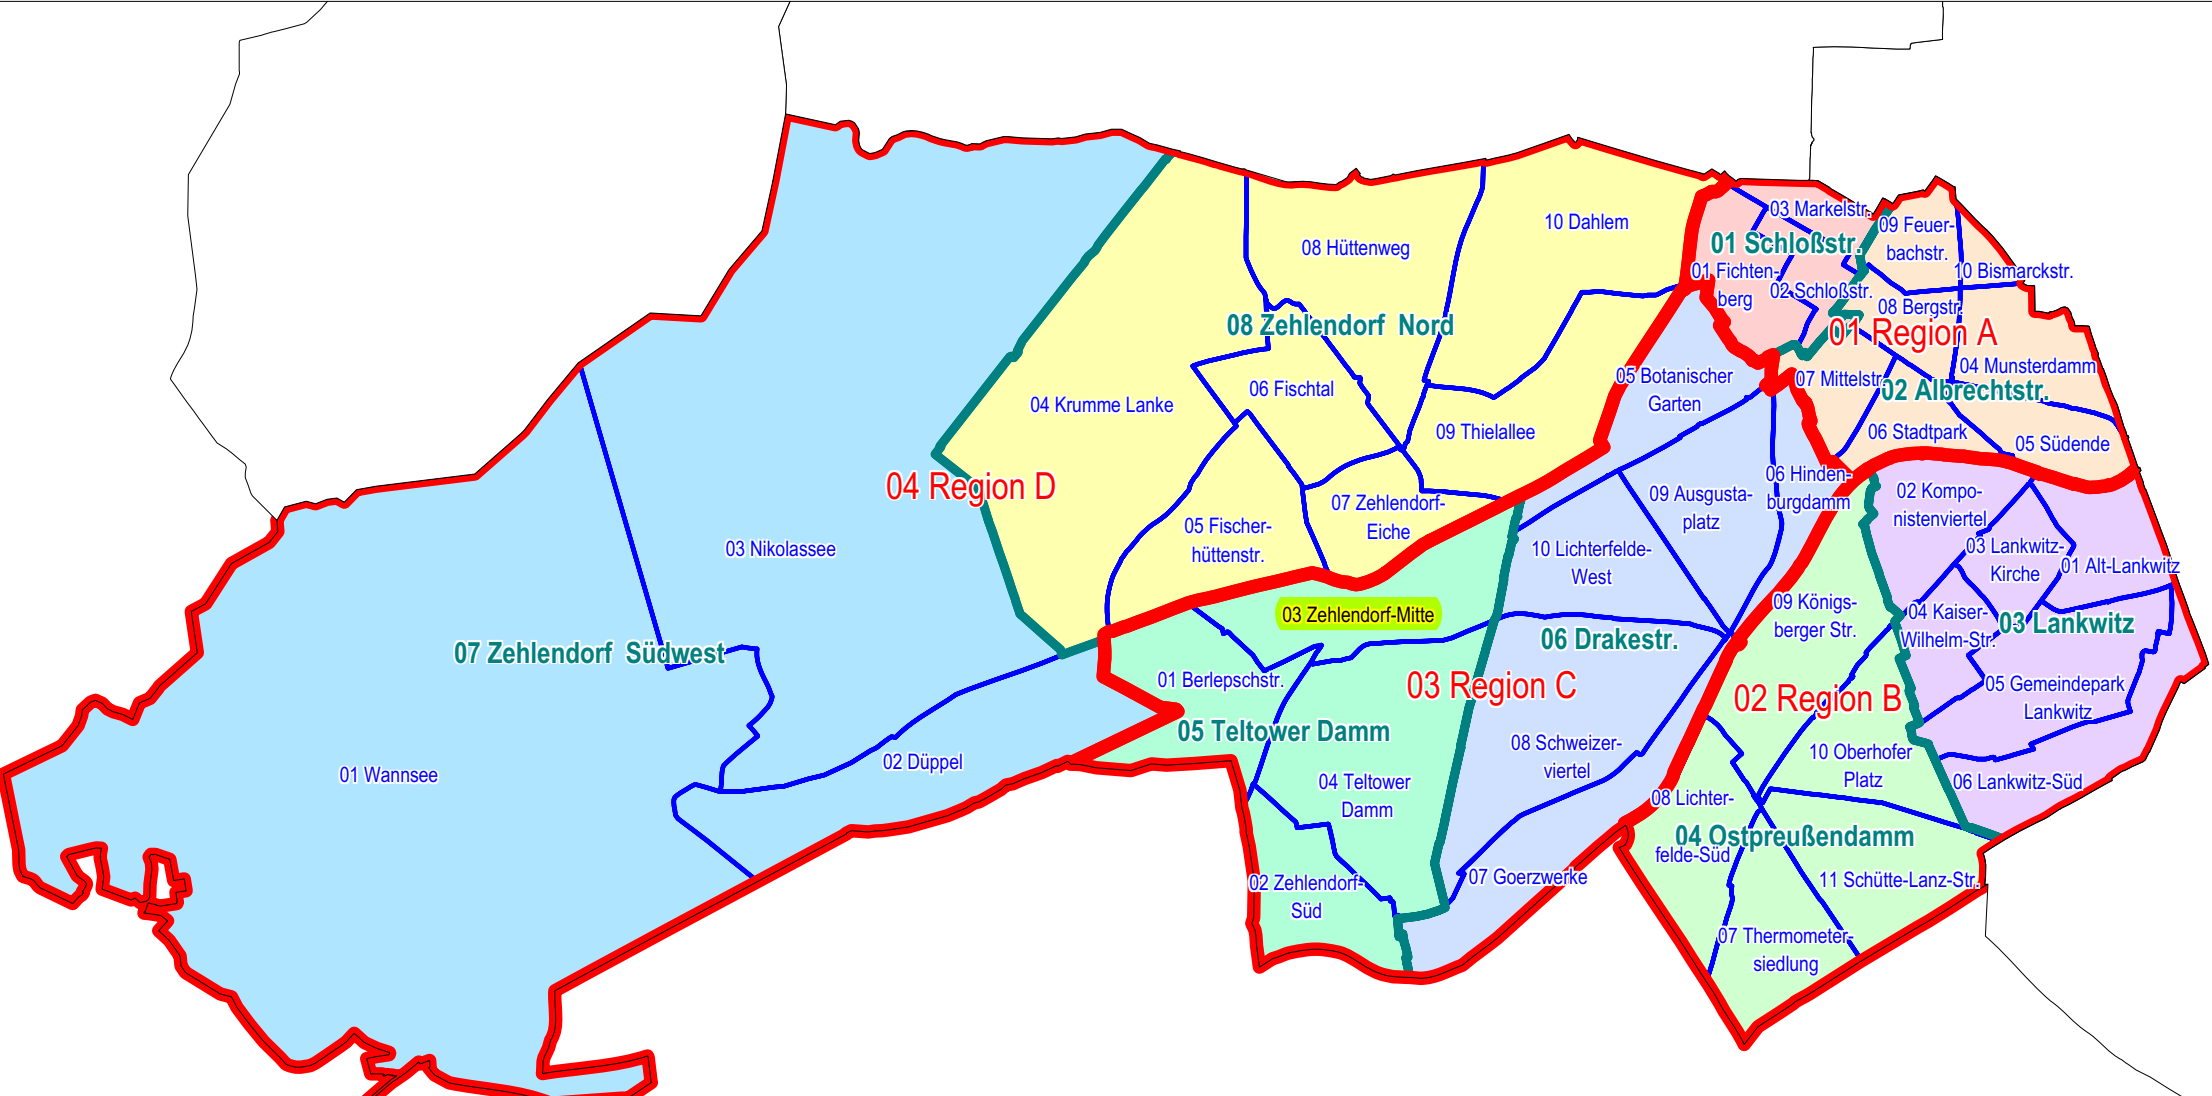 03 Markelstr.
10 Dahlem
09 Feuer-
bachstr.
01 Schloßstr.
08 Hüttenweg
01 Fichten-
berg
10 Bismarckstr.
02 Schloßstr.
08 Bergstr.
08 Zehlendorf Nord
01 Region A
04 Munsterdamm
05 Botanischer
Garten
07 Mittelstr.
02 Albrechtstr.
06 Fischtal
04 Krumme Lanke
09 Thielallee
06 Stadtpark
05 Südende
04 Region D
06 Hinden-
burgdamm
02 Kompo-
nistenviertel
09 Ausgusta-
platz
07 Zehlendorf-
Eiche
05 Fischer-
hüttenstr.
03 Nikolassee
10 Lichterfelde-
West
03 Lankwitz-
Kirche
01 Alt-Lankwitz
03 Zehlendorf-Mitte
09 Königs-
berger Str.
04 Kaiser-
Wilhelm-Str.
03 Lankwitz
06 Drakestr.
07 Zehlendorf Südwest
01 Berlepschstr.
03 Region C
02 Region B
05 Gemeindepark
Lankwitz
05 Teltower Damm
08 Schweizer-
viertel
10 Oberhofer
Platz
02 Düppel
01 Wannsee
04 Teltower
Damm
06 Lankwitz-Süd
08 Lichter-
felde-Süd
04 Ostpreußendamm
02 Zehlendorf-
Süd
07 Goerzwerke
11 Schütte-Lanz-Str.
07 Thermometer-
siedlung